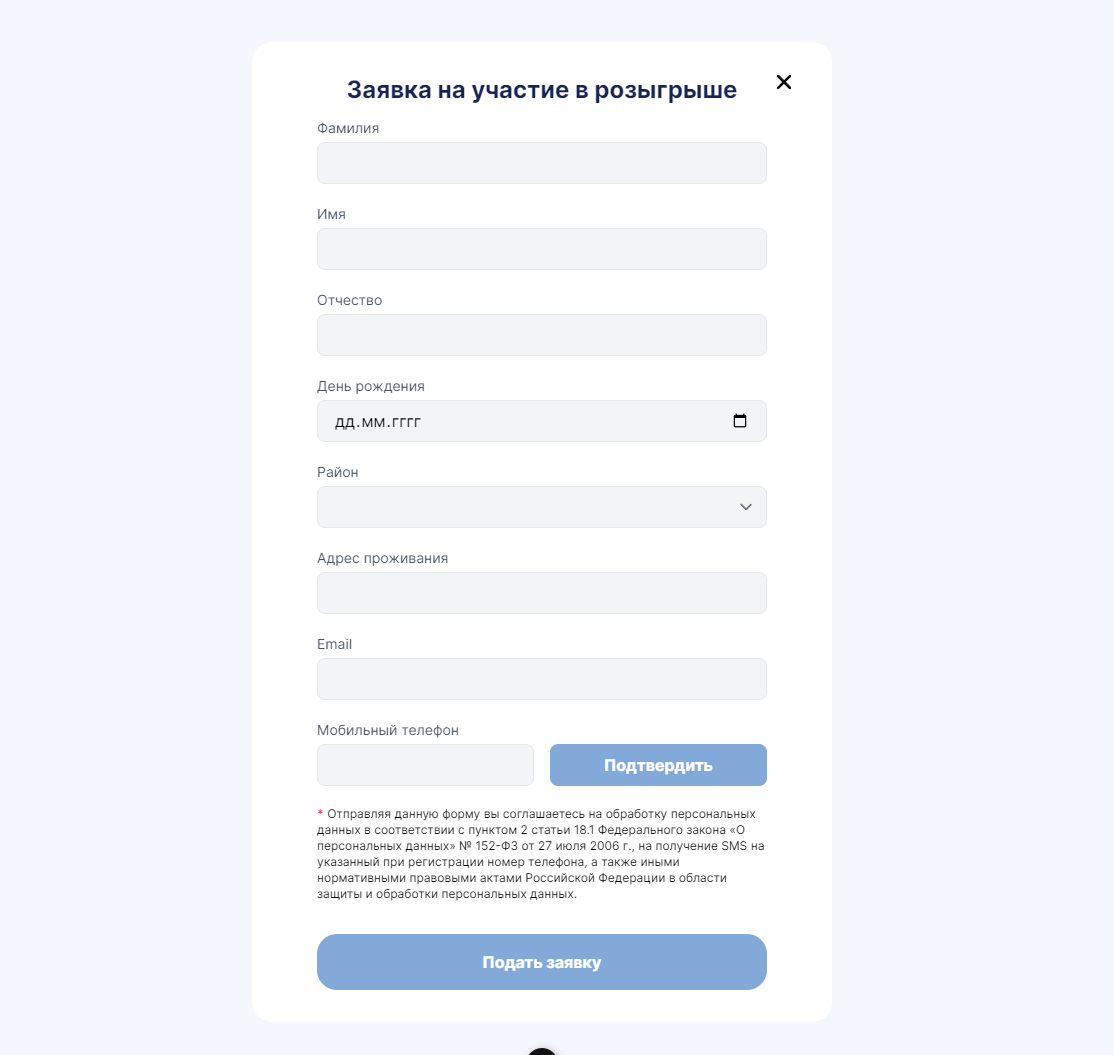 Заявка на участие в розыгрыше
Фамилия
Имя
Отчество
День рождения
дд.мм.гггг
Район
Адрес проживания
Email
Мобильный телефон
Подтвердить
* Отправляя данную форму вы соглашаетесь на обработку персональных
данных в соответствии с пунктом 2 статьи 18.1 Федерального закона «О
персональных данных» № 152-ФЗ от 27 июля 2006 г., на получение SMS на
указанный при регистрации номер телефона, а также иными
нормативными правовыми актами Российской Федерации в области
защиты и обработки персональных данных.
Подать заявку